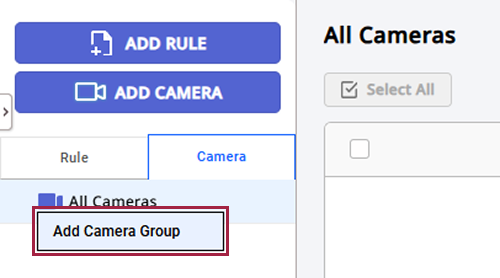 ADD RULE
ADD CAMERA
Rule
Camera
All Cameras
Add Camera Group
All Cameras
Select All